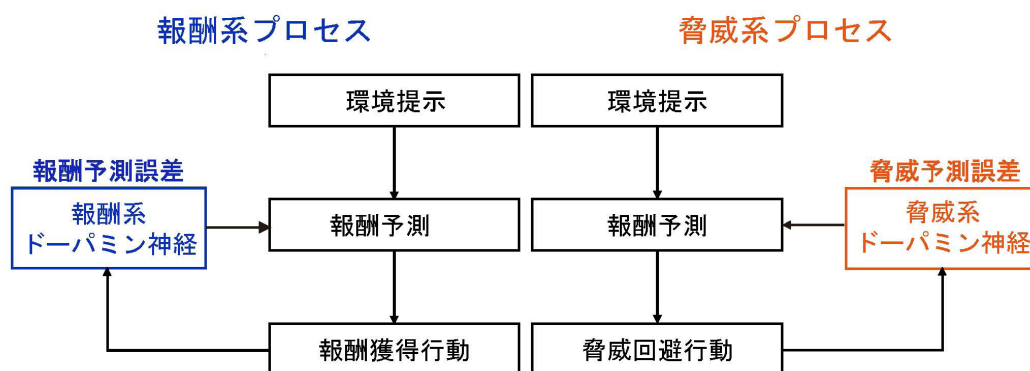 報酬系プロセス
脅威系プロセス
環境提示
環境提示
報酬予測誤差
脅威予測誤差
報酬系
ドーパミン神経
報酬予測
報酬予測
脅威系
ドーパミン神経
報酬獲得行動
脅威回避行動